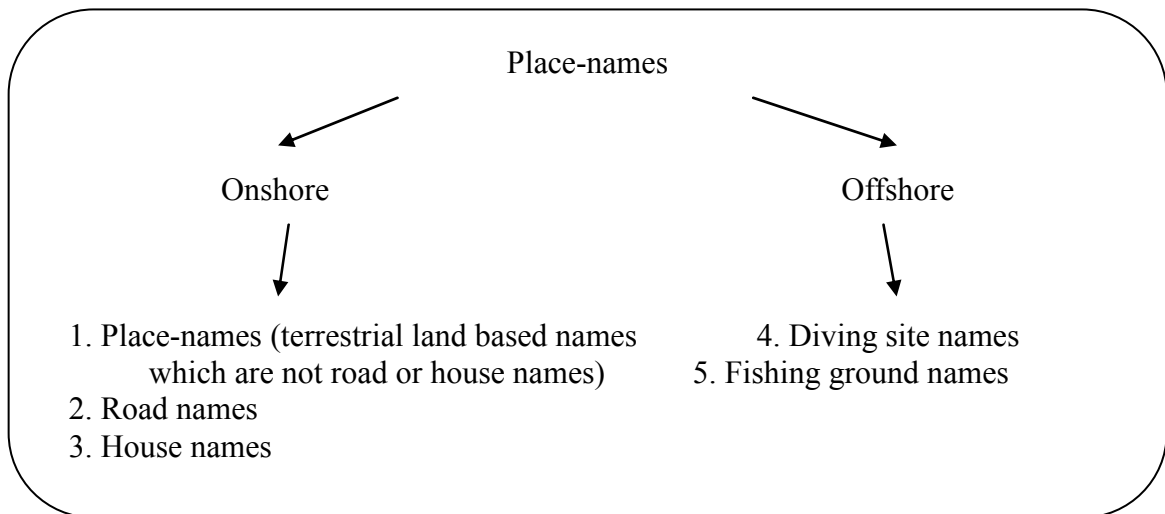 Place-names
Onshore
Offshore
1. Place-names (terrestrial land based names
which are not road or house names)
2. Road names
3. House names
4. Diving site names
5. Fishing ground names